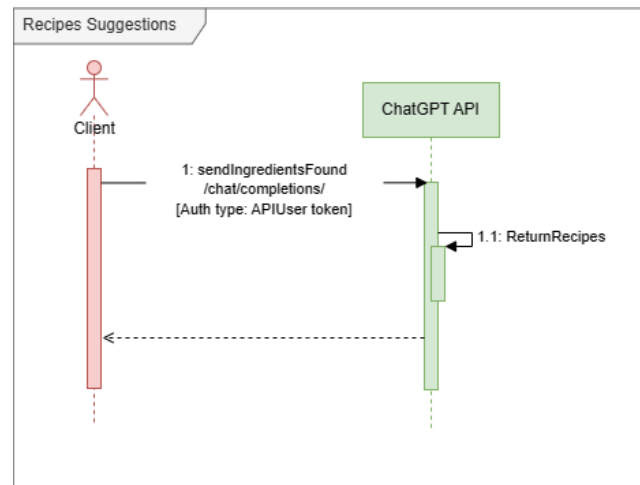 Recipes Suggestions
Client
ChatGPT API
1: sendIngredientsFound
/chat/completions/
[Auth type: APIUser token]
1.1: ReturnRecipes